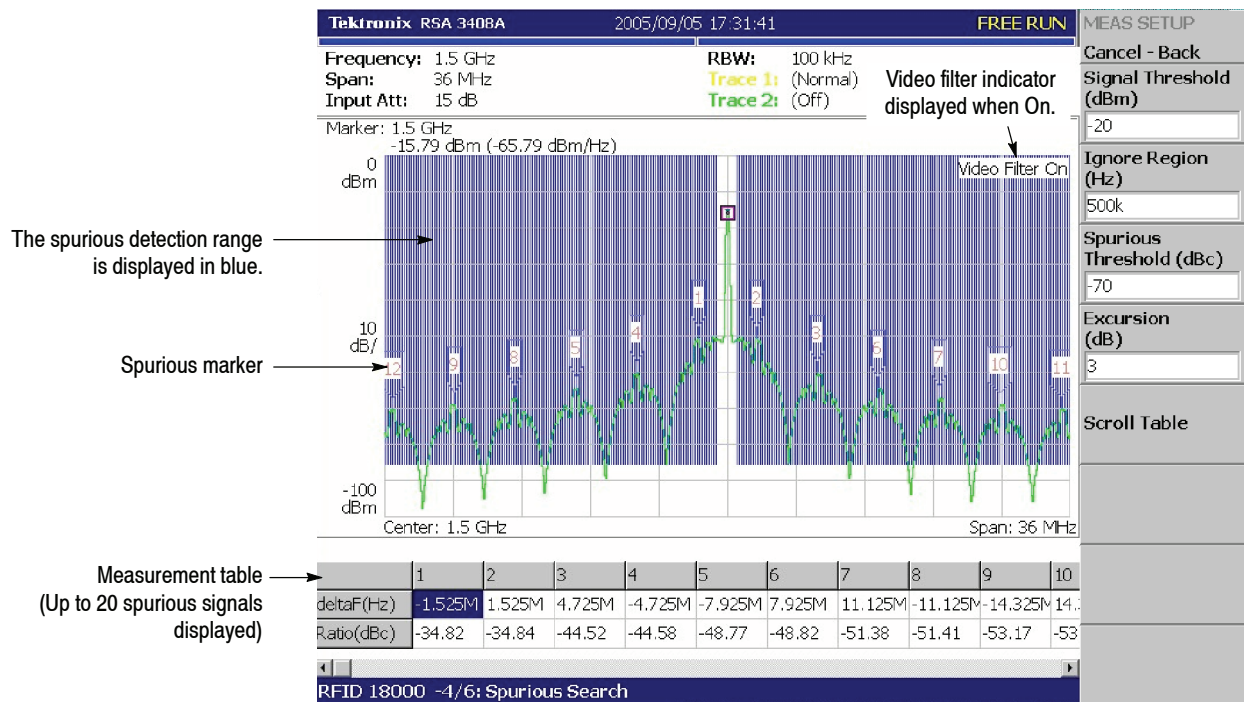 Tektronix RSA 3408A 2005/09/05 17:31:41 FREE RUN
Frequency: 1.5 GHz
Span: 36 MHz
Input Att: 15 dB
RBW: 100 kHz
Trace 1: (Normal)
Trace 2: (Off)
Video filter indicator
displayed when On.
Marker: 1.5 GHz
-15.79 dBm (-65.79 dBm/Hz)
0
dBm
Video Filter On
The spurious detection range
is displayed in blue.
1
2
10
dB/
4
3
5
6
8
7
Spurious marker
12
9
10
11
-100
dBm
Center: 1.5 GHz
Span: 36 MHz
Measurement table
(Up to 20 spurious signals
displayed)
1 2 3 4 5 6 7 8 9 10
deltaF(Hz) -1.525M 1.525M 4.725M -4.725M -7.925M 7.925M 11.125M -11.125M -14.325M 14.
Ratio(dBc) -34.82 -34.84 -44.52 -44.58 -48.77 -48.82 -51.38 -51.41 -53.17 -53
RFID 18000 -4/6: Spurious Search
MEAS SETUP
Cancel - Back
Signal Threshold
(dBm)
-20
Ignore Region
(Hz)
500k
Spurious
Threshold (dBc)
-70
Excursion
(dB)
3
Scroll Table